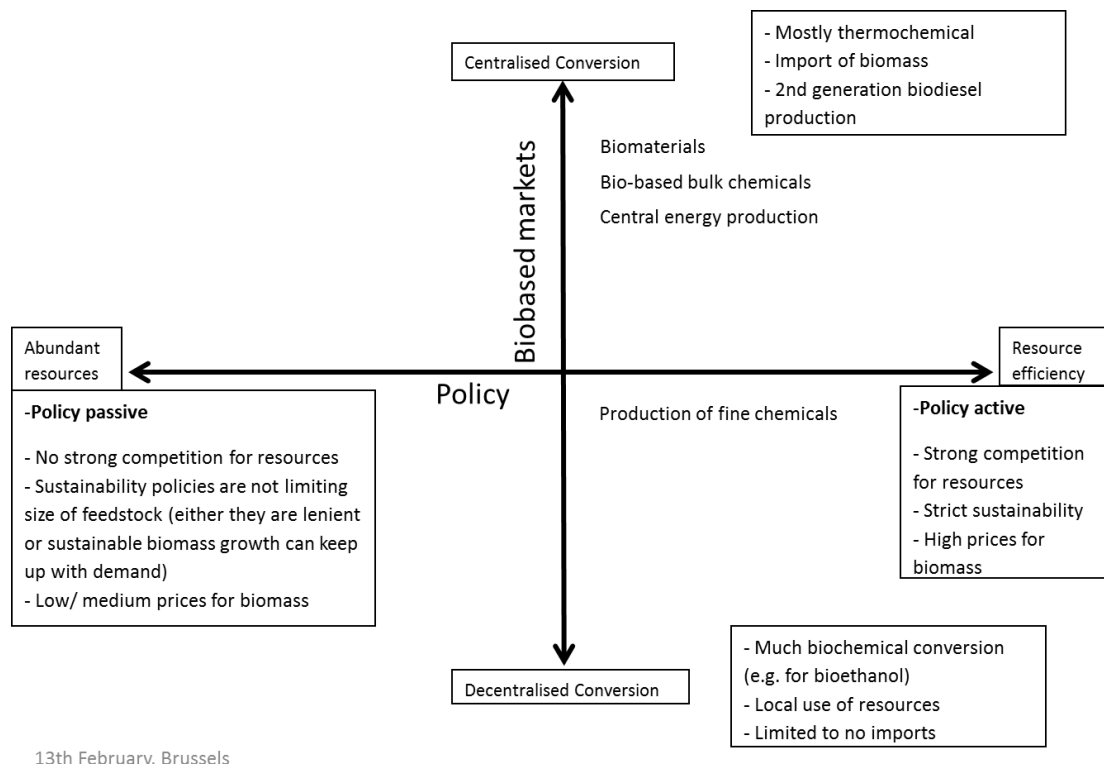 - Mostly thermochemical
- Import of biomass
- 2nd generation biodiesel
production
Centralised Conversion
Biobased markets
Biomaterials
Bio-based bulk chemicals
Central energy production
Abundant
resources
Resource
efficiency
Policy
-Policy passive
- No strong competition for resources
- Sustainability policies are not limiting
size of feedstock (either they are lenient
or sustainable biomass growth can keep
up with demand)
- Low/ medium prices for biomass
Production of fine chemicals
-Policy active
- Strong competition
for resources
- Strict sustainability
- High prices for
biomass
Decentralised Conversion
- Much biochemical conversion
(e.g. for bioethanol)
- Local use of resources
- Limited to no imports
13th February, Brussels